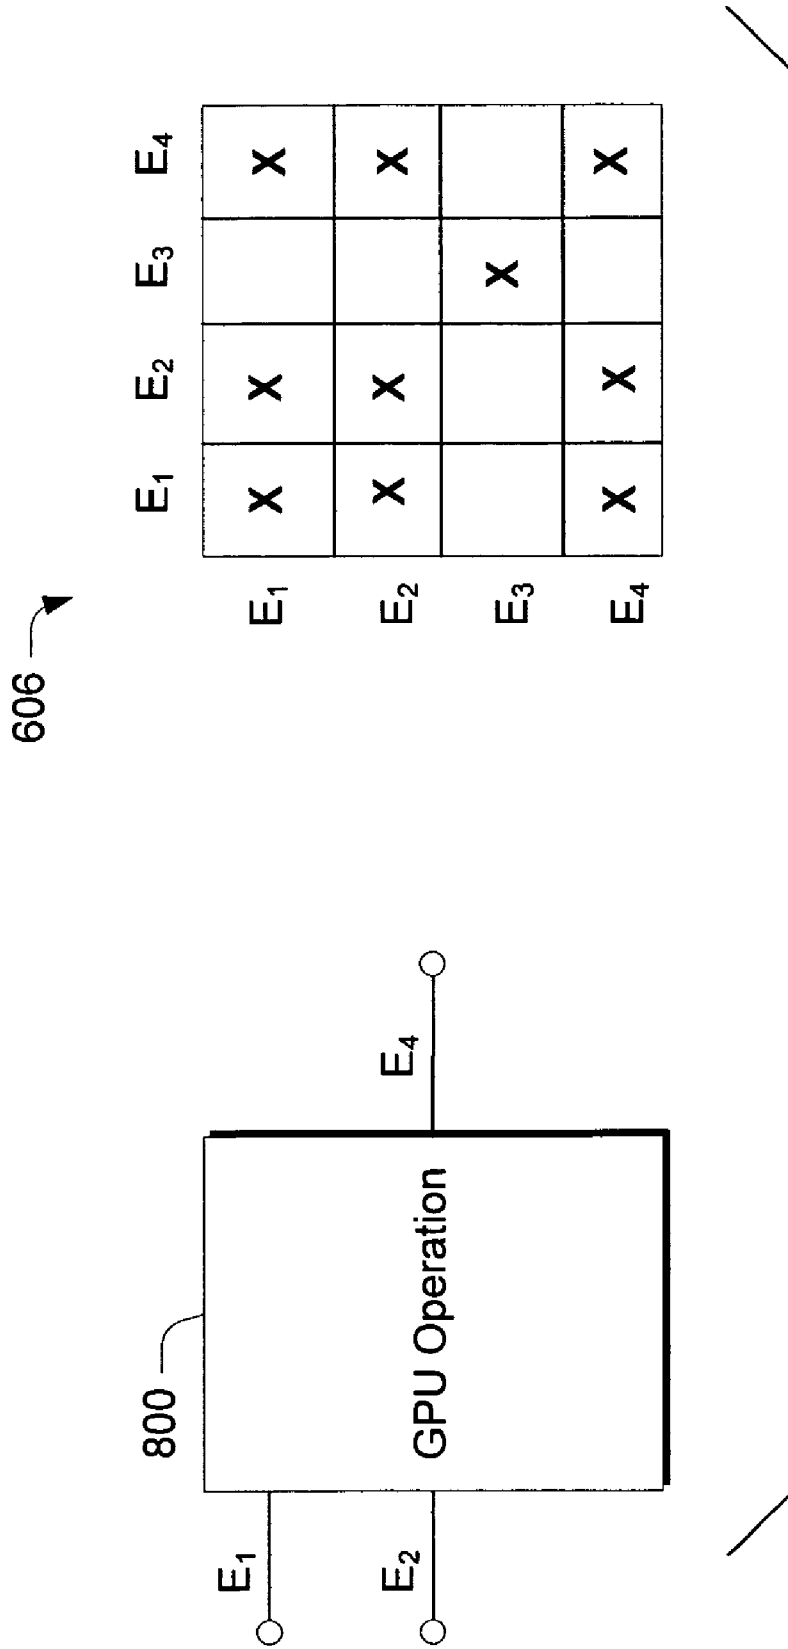 800
E₁
E₂
GPU Operation
E₄
606
E₁ E₂ E₃ E₄
E₁ X X X
E₂ X X X
E₃ X
E₄ X X X